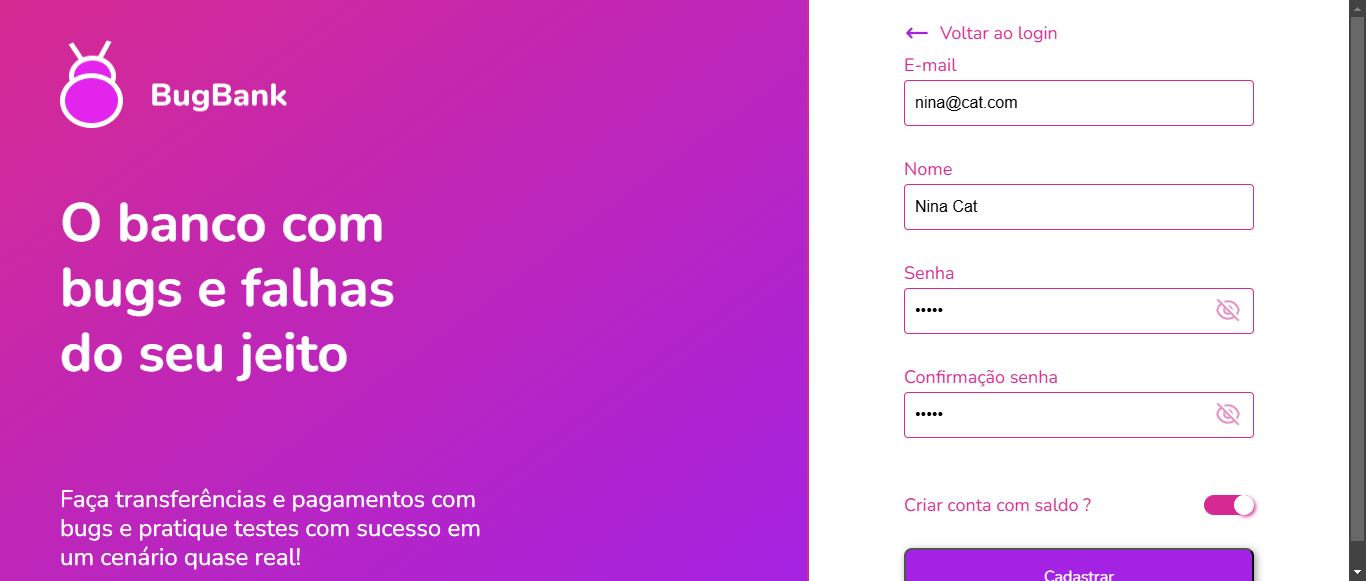 BugBank
O banco com
bugs e falhas
do seu jeito
Faça transferências e pagamentos com
bugs e pratique testes com sucesso em
um cenário quase real!
Voltar ao login
E-mail
nina@cat.com
Nome
Nina Cat
Senha
•••••
Confirmação senha
•••••
Criar conta com saldo ?
Cadastrar